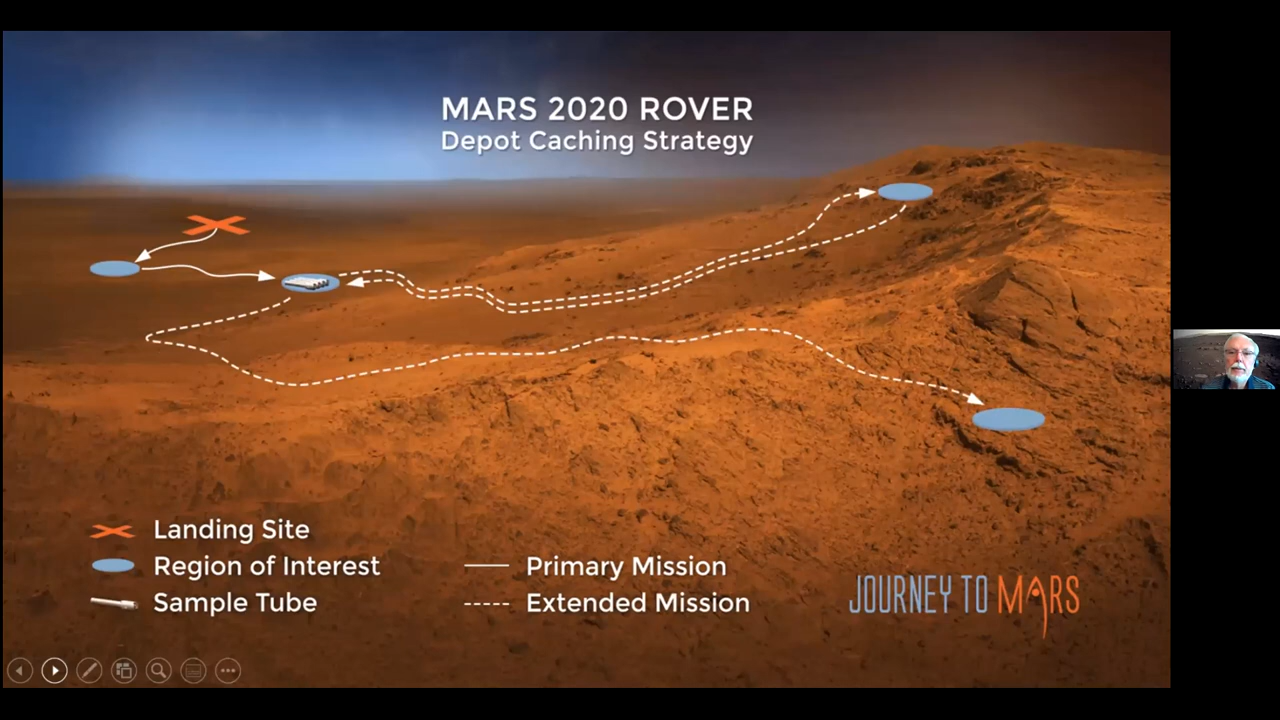 MARS 2020 ROVER
Depot Caching Strategy
Landing Site
Region of Interest
Sample Tube
Primary Mission
Extended Mission
JOURNEY TO MARS